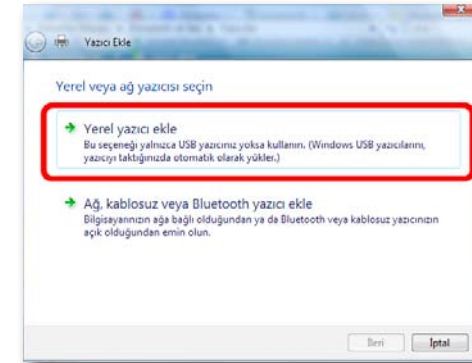 Yazıcı Ekle
Yerel veya ağ yazıcısı seçin
Yerel yazıcı ekle
Bu seçeneği yalnızca USB yazıcınız yoksa kullanın. (Windows USB yazıcılarını,
yazıcıyı taktığınızda otomatik olarak yükler.)
Ağ, kablosuz veya Bluetooth yazıcı ekle
Bilgisayarınızın ağa bağlı olduğundan ya da Bluetooth veya kablosuz yazıcınızın
açık olduğundan emin olun.
İleri İptal